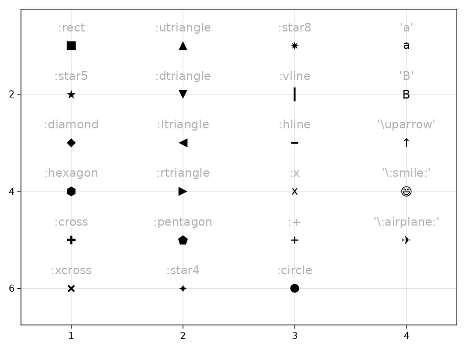 :rect :utriangle :star8 'a'
a
:star5 :dtriangle :vline 'B'
2 B
:diamond :ltriangle :hline '\uparrow'
↑
:hexagon :rtriangle :x '\:smile:'
4 x 😄
:cross :pentagon :+ '\:airplane:'
+ ✈
:xcross :star4 :circle
6
1 2 3 4